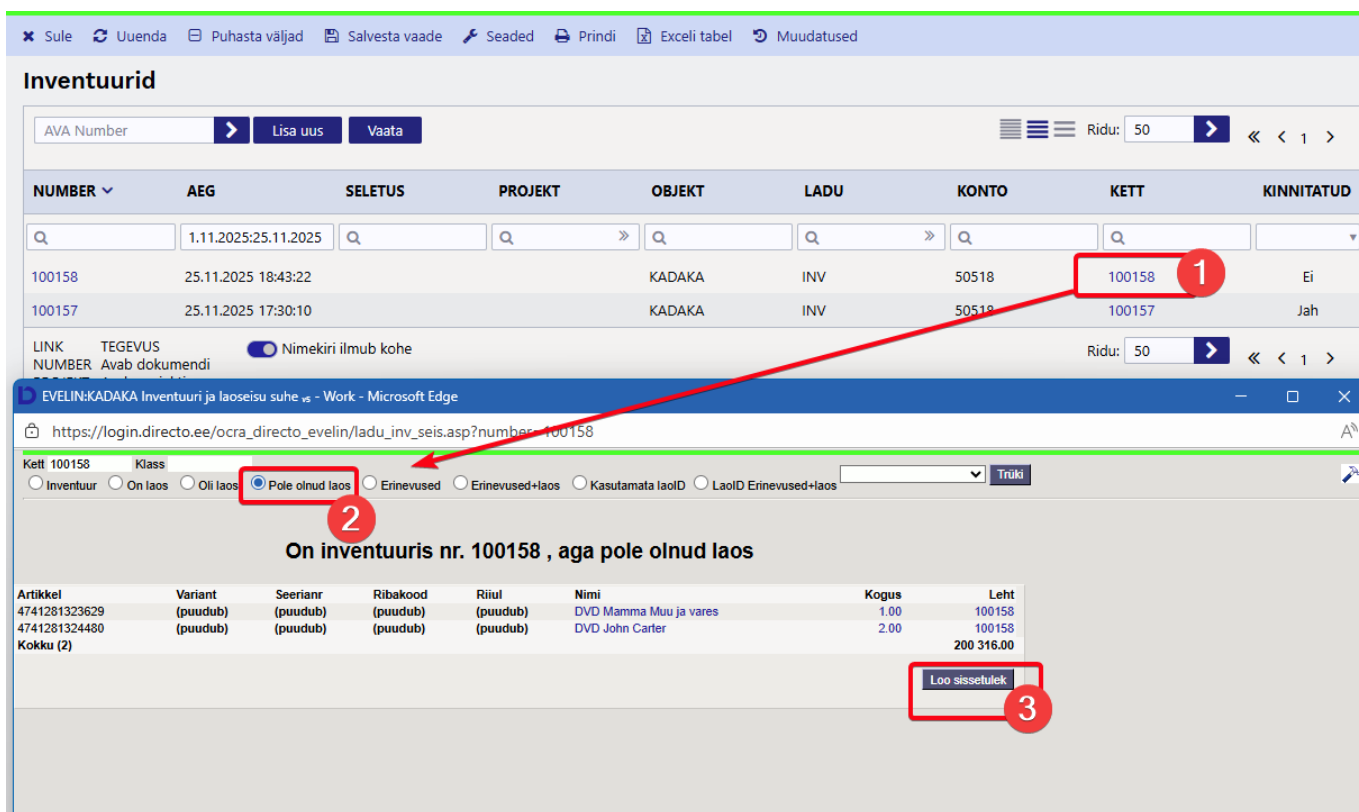 Sule Uuenda Puhasta väljad Salvesta vaade Seaded Prindi Exceli tabel Muudatused
Inventuurid
AVA Number Lisa uus Vaata Ridu: 50 « < 1 >
NUMBER AEG SELETUS PROJEKT OBJEKT LADU KONTO KETT KINNITATUD
1.11.2025:25.11.2025 » »
100158 25.11.2025 18:43:22 KADAKA INV 50518 100158 1 Ei
100157 25.11.2025 17:30:10 KADAKA INV 50518 100157 Jah
LINK TEGEVUS Nimekiri ilmub kohe Ridu: 50 « < 1 >
NUMBER Avab dokumendi
EVELIN:KADAKA Inventuuri ja laoseisu suhe vs - Work - Microsoft Edge
https://login.directo.ee/ocra_directo_evelin/ladu_inv_seis.asp?number=100158
Kett 100158 Klass
Inventuur On laos Oli laos Pole olnud laos Erinevused Erinevused+laos Kasutamata laoID LaoID Erinevused+laos Trüki
2
On inventuuris nr. 100158 , aga pole olnud laos
Artikkel Variant Seerianr Ribakood Riiul Nimi Kogus Leht
4741281323629 (puudub) (puudub) (puudub) (puudub) DVD Mamma Muu ja vares 1.00 100158
4741281324480 (puudub) (puudub) (puudub) (puudub) DVD John Carter 2.00 100158
Kokku (2) 200 316.00
Loo sissetulek
3